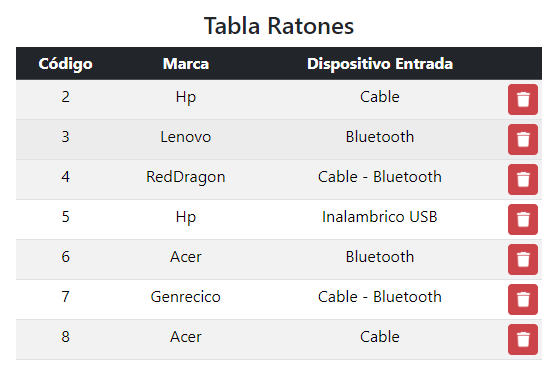 Tabla Ratones
Código Marca Dispositivo Entrada
2 Hp Cable
3 Lenovo Bluetooth
4 RedDragon Cable - Bluetooth
5 Hp Inalambrico USB
6 Acer Bluetooth
7 Genrecico Cable - Bluetooth
8 Acer Cable